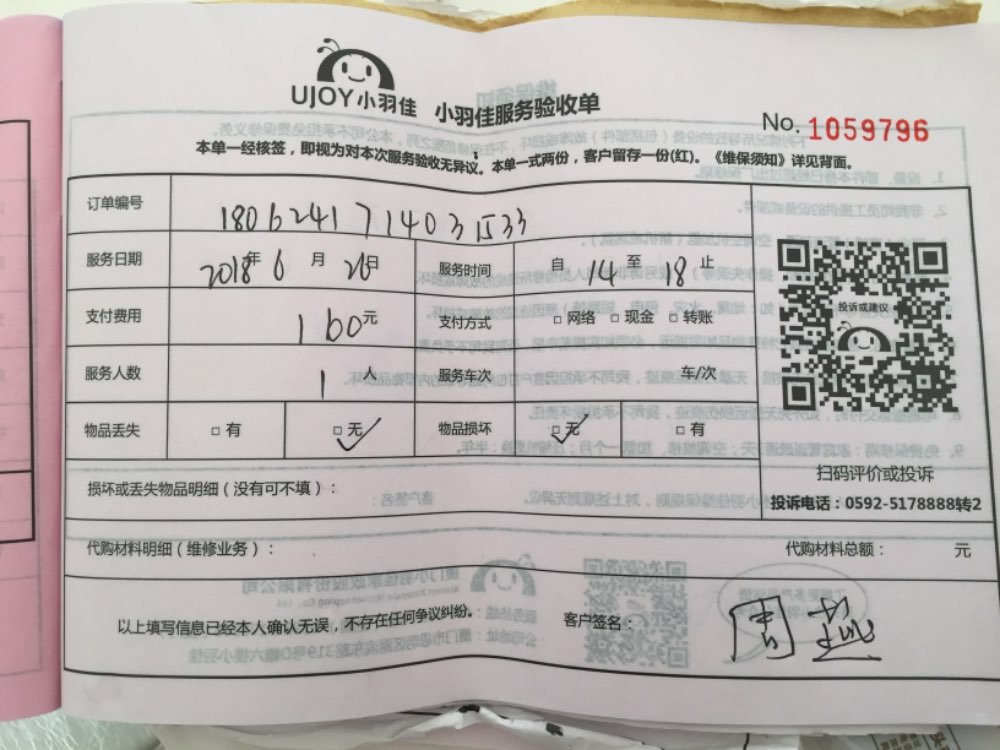 UJOY小羽佳 小羽佳服务验收单
No. 1059796
本单一经核签，即视为对本次服务验收无异议。本单一式两份，客户留存一份(红)。《维保须知》详见背面。
订单编号 1806241714031533
服务日期 2018年6月26日 服务时间 自14至18止
支付费用 160元 支付方式 □网络 □现金 □转账
投诉或建议
服务人数 1人 服务车次 车/次
物品丢失 □有 □无 物品损坏 □无 □有
扫码评价或投诉
损坏或丢失物品明细（没有可不填）：
投诉电话：0592-5178888转2
代购材料明细（维修业务）： 代购材料总额： 元
以上填写信息已经本人确认无误，不存在任何争议纠纷。 客户签名： 周